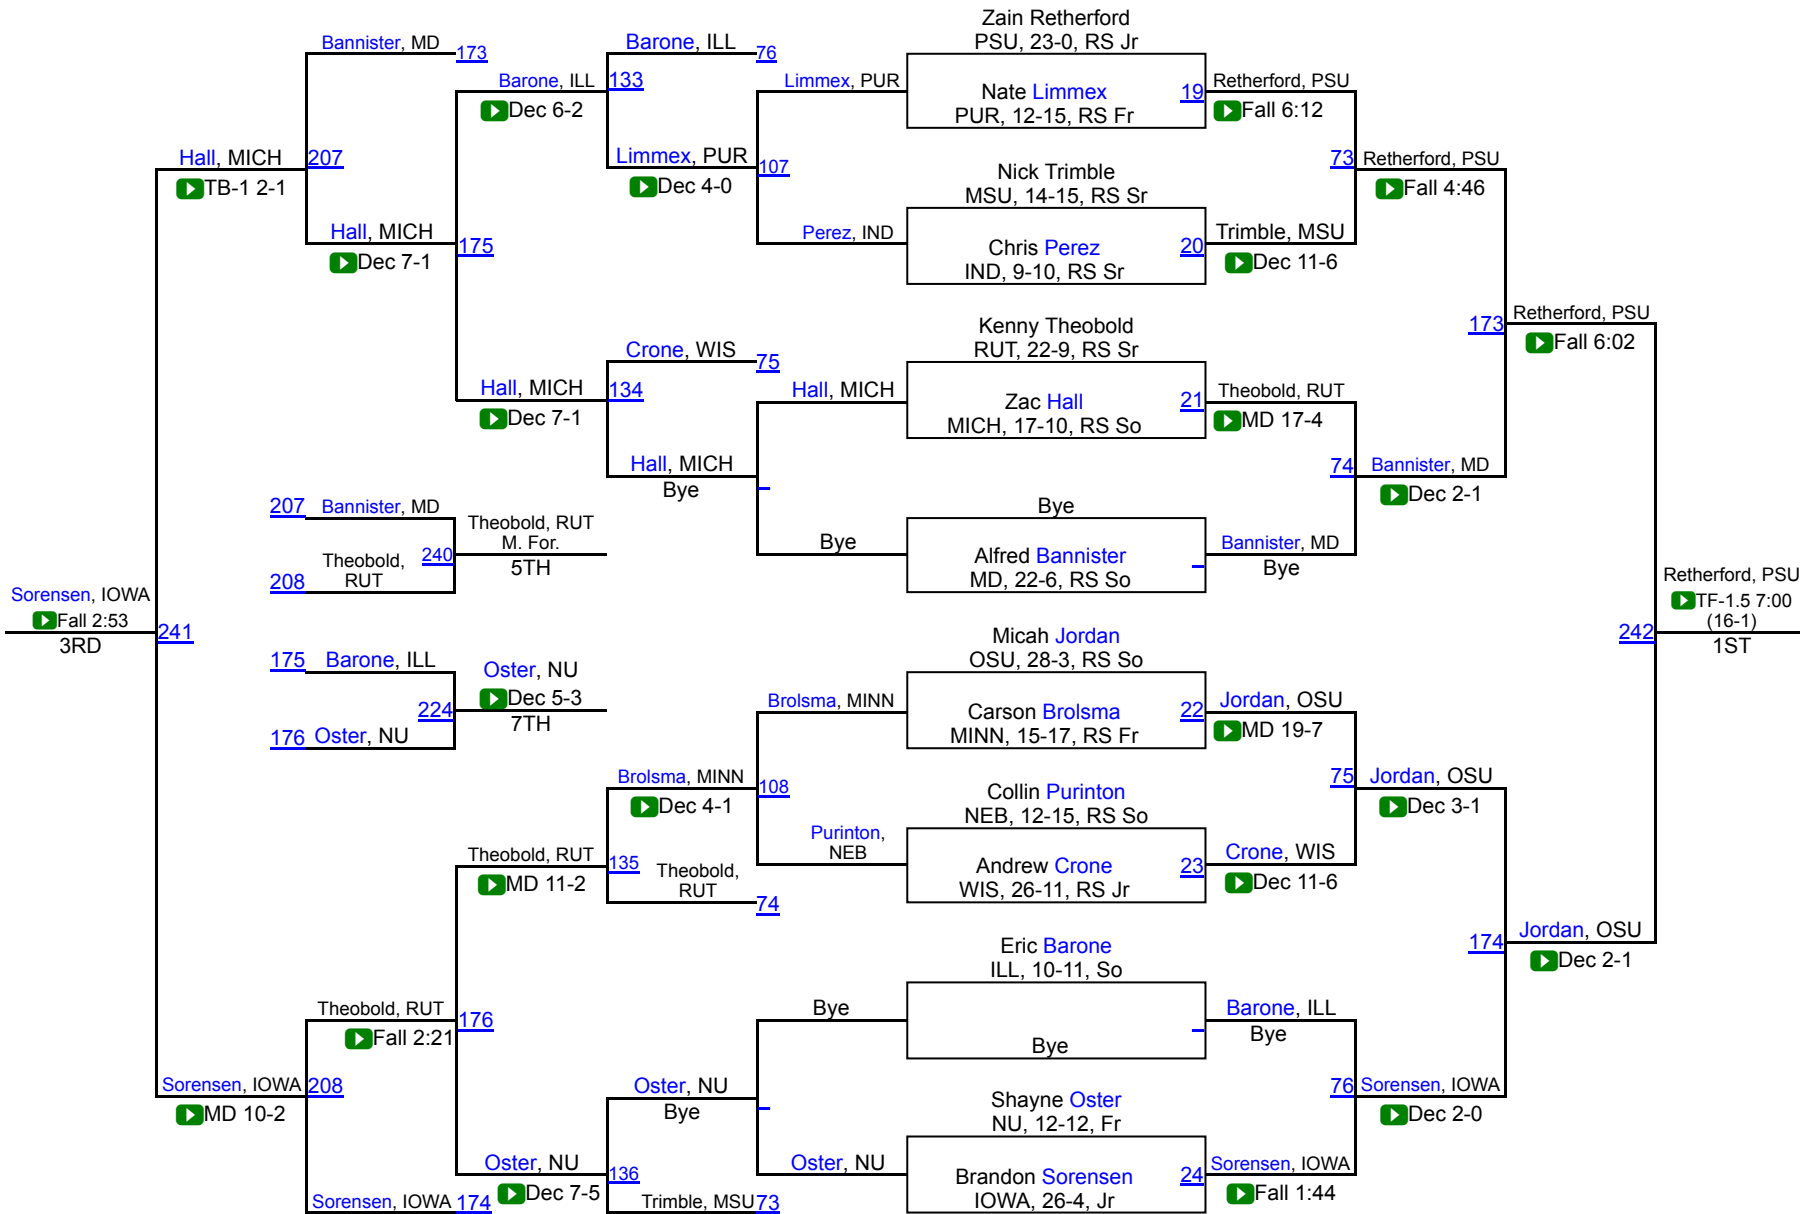 Zain Retherford
PSU, 23-0, RS Jr
Bannister, MD
173
Barone, ILL
76
Barone, ILL
133
Dec 6-2
Limmex, PUR
Nate Limmex
PUR, 12-15, RS Fr
19
Retherford, PSU
Fall 6:12
Hall, MICH
207
TB-1 2-1
Limmex, PUR
107
Dec 4-0
Nick Trimble
MSU, 14-15, RS Sr
73
Retherford, PSU
Fall 4:46
Hall, MICH
175
Dec 7-1
Perez, IND
Chris Perez
IND, 9-10, RS Sr
20
Trimble, MSU
Dec 11-6
Kenny Theobold
RUT, 22-9, RS Sr
173
Retherford, PSU
Fall 6:02
Crone, WIS
75
Hall, MICH
134
Dec 7-1
Hall, MICH
Zac Hall
MICH, 17-10, RS So
21
Theobold, RUT
MD 17-4
Hall, MICH
Bye
74
Bannister, MD
Dec 2-1
207
Bannister, MD
Theobold, RUT
M. For.
5TH
240
Theobold,
RUT
208
Bye
Bye
Alfred Bannister
MD, 22-6, RS So
Bannister, MD
Bye
Sorensen, IOWA
Fall 2:53
3RD
241
Retherford, PSU
TF-1.5 7:00
(16-1)
1ST
242
Micah Jordan
OSU, 28-3, RS So
175
Barone, ILL
Oster, NU
Dec 5-3
7TH
224
176
Oster, NU
Brolsma, MINN
Carson Brolsma
MINN, 15-17, RS Fr
22
Jordan, OSU
MD 19-7
Brolsma, MINN
108
Dec 4-1
Collin Purinton
NEB, 12-15, RS So
75
Jordan, OSU
Dec 3-1
Purinton,
NEB
Andrew Crone
WIS, 26-11, RS Jr
23
Crone, WIS
Dec 11-6
Theobold, RUT
135
MD 11-2
Theobold,
RUT
74
174
Jordan, OSU
Dec 2-1
Eric Barone
ILL, 10-11, So
Bye
Bye
Barone, ILL
Bye
Theobold, RUT
176
Fall 2:21
Sorensen, IOWA
208
MD 10-2
Oster, NU
Bye
Shayne Oster
NU, 12-12, Fr
76
Sorensen, IOWA
Dec 2-0
Oster, NU
136
Dec 7-5
Oster, NU
Brandon Sorensen
IOWA, 26-4, Jr
24
Sorensen, IOWA
Fall 1:44
Sorensen, IOWA
174
Trimble, MSU
73